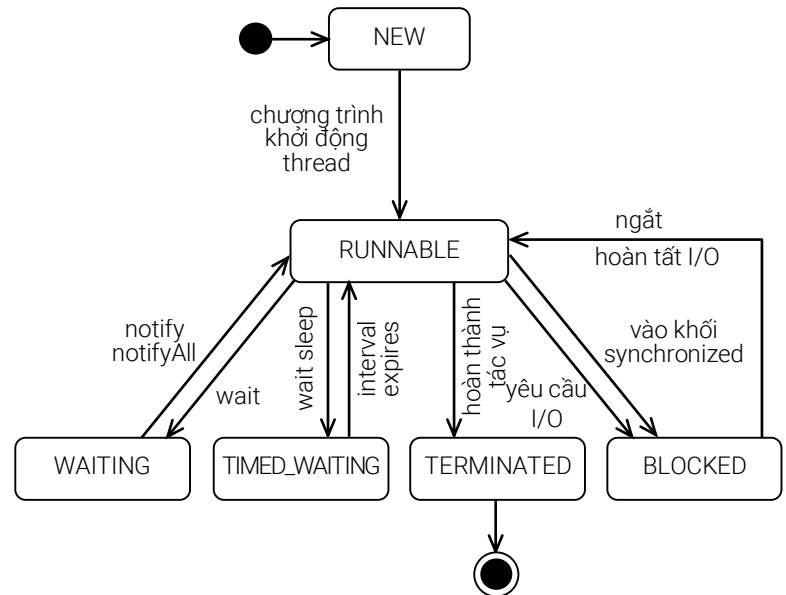 NEW
chương trình
khởi động
thread
RUNNABLE
ngắt
hoàn tất I/O
notify
notifyAll
wait
wait sleep
interval
expires
hoàn thành
tác vụ
yêu cầu
I/O
vào khối
synchronized
WAITING
TIMED_WAITING
TERMINATED
BLOCKED